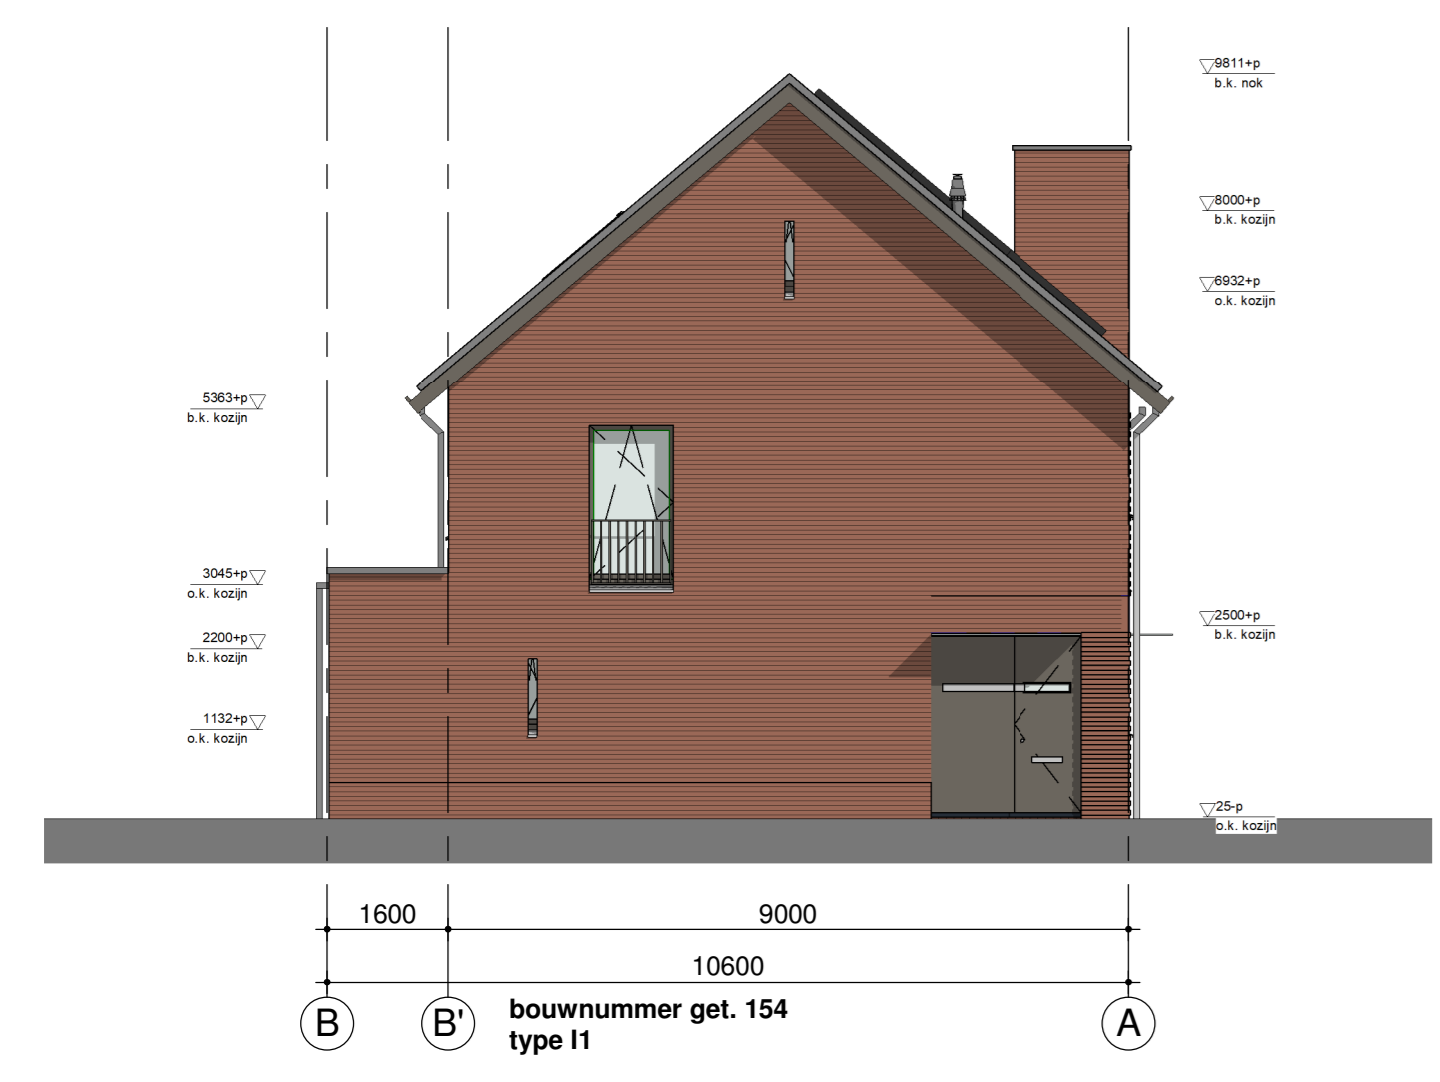 9811+p
b.k. nok
8000+p
b.k. kozijn
6932+p
o.k. kozijn
5363+p
b.k. kozijn
3045+p
o.k. kozijn
2200+p
b.k. kozijn
1132+p
o.k. kozijn
2500+p
b.k. kozijn
25-p
o.k. kozijn
1600
9000
10600
B
B'
A
bouwnummer get. 154
type I1